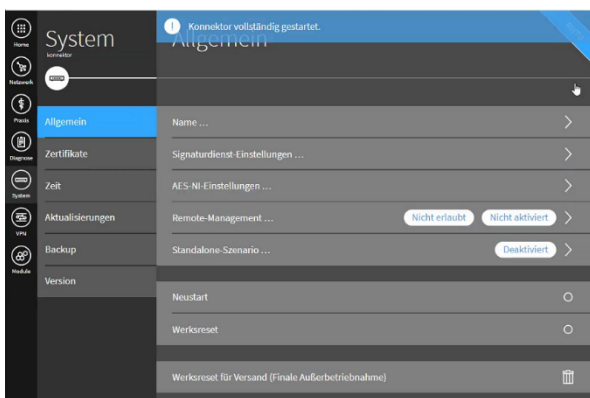 Konnektor vollständig gestartet.
System
konnektor
Allgemein
Home
Netzwerk
Praxis
Diagnose
System
VPN
Module
Allgemein
Zertifikate
Zeit
Aktualisierungen
Backup
Version
Name ...
Signaturdienst-Einstellungen ...
AES-NI-Einstellungen ...
Remote-Management ... Nicht erlaubt Nicht aktiviert
Standalone-Szenario ... Deaktiviert
Neustart
Werksreset
Werksreset für Versand (Finale Außerbetriebnahme)